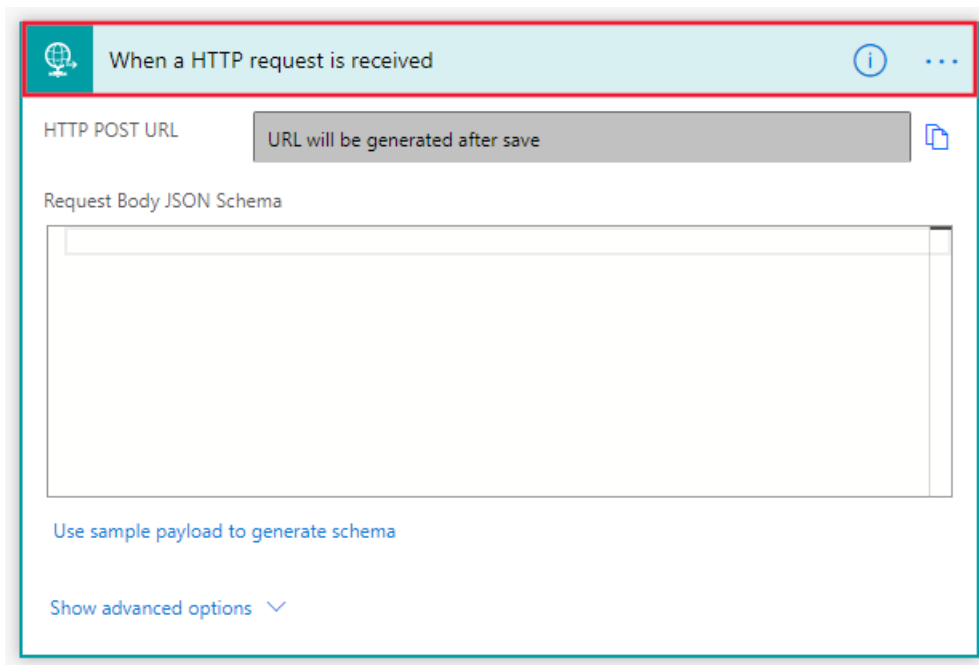 When a HTTP request is received
HTTP POST URL
URL will be generated after save
Request Body JSON Schema
Use sample payload to generate schema
Show advanced options